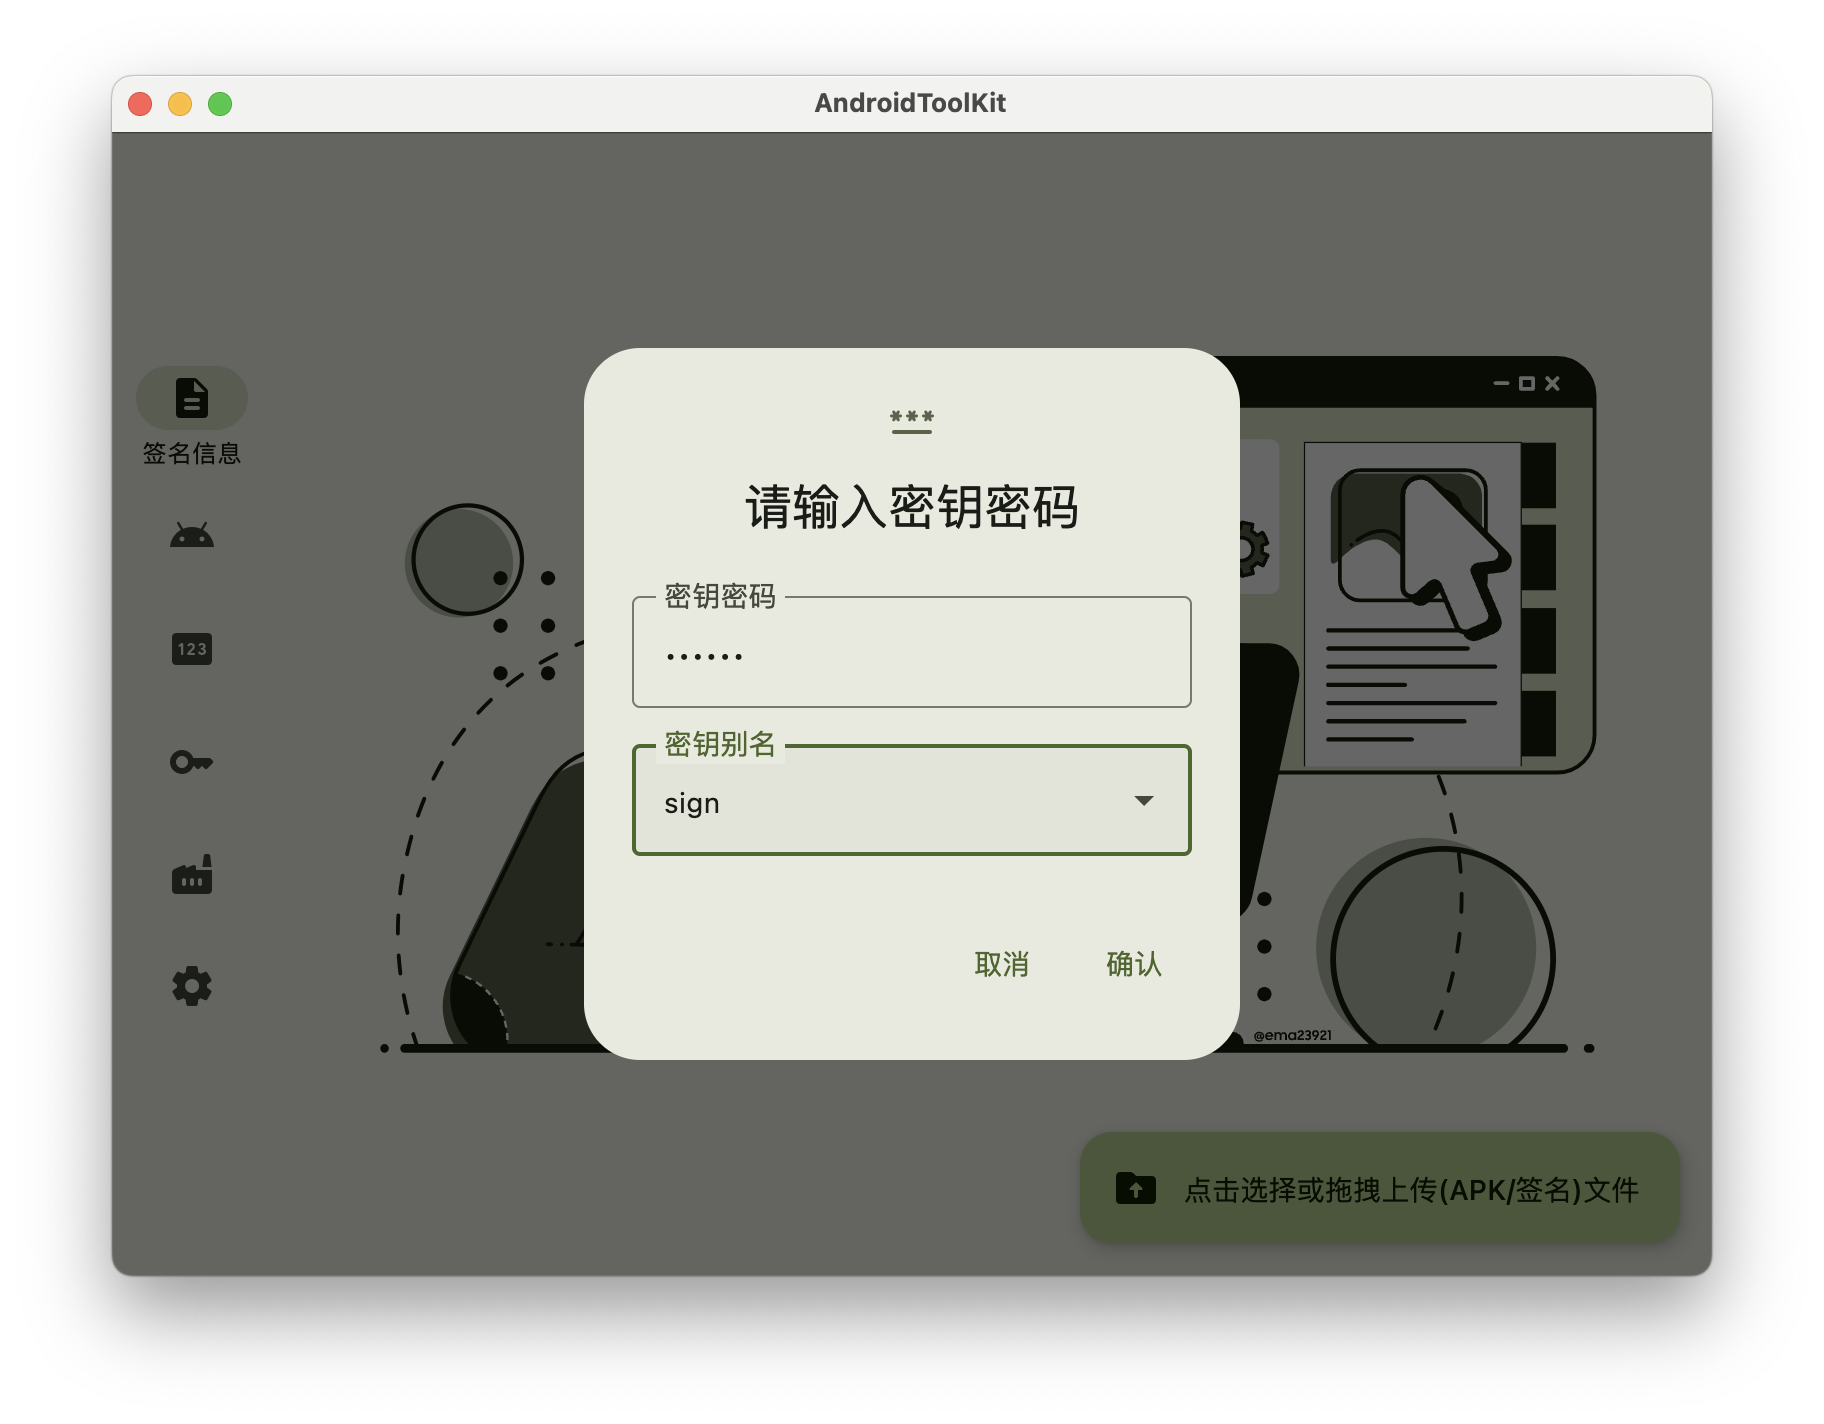 AndroidToolKit
签名信息
123
***
请输入密钥密码
密钥密码
••••••
密钥别名
sign
取消
确认
@ema23921
点击选择或拖拽上传(APK/签名)文件